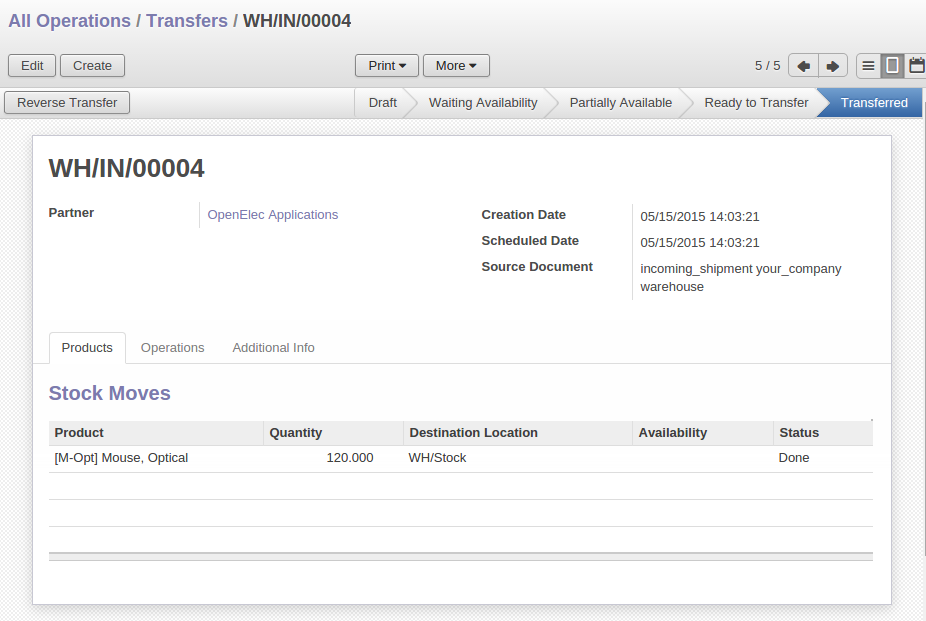 All Operations / Transfers / WH/IN/00004
Edit Create Print More 5 / 5
Reverse Transfer Draft Waiting Availability Partially Available Ready to Transfer Transferred
WH/IN/00004
Partner OpenElec Applications
Creation Date 05/15/2015 14:03:21
Scheduled Date 05/15/2015 14:03:21
Source Document incoming_shipment your_company
warehouse
Products Operations Additional Info
Stock Moves
Product Quantity Destination Location Availability Status
[M-Opt] Mouse, Optical 120.000 WH/Stock Done